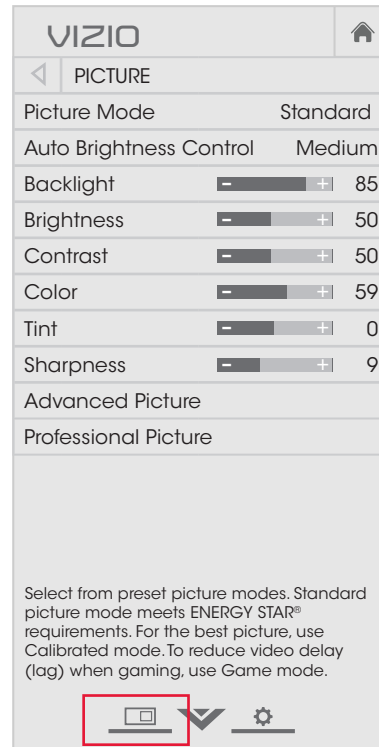 VIZIO
PICTURE
Picture Mode Standard
Auto Brightness Control Medium
Backlight - + 85
Brightness - + 50
Contrast - + 50
Color - + 59
Tint - + 0
Sharpness - + 9
Advanced Picture
Professional Picture
Select from preset picture modes. Standard
picture mode meets ENERGY STAR®
requirements. For the best picture, use
Calibrated mode. To reduce video delay
(lag) when gaming, use Game mode.